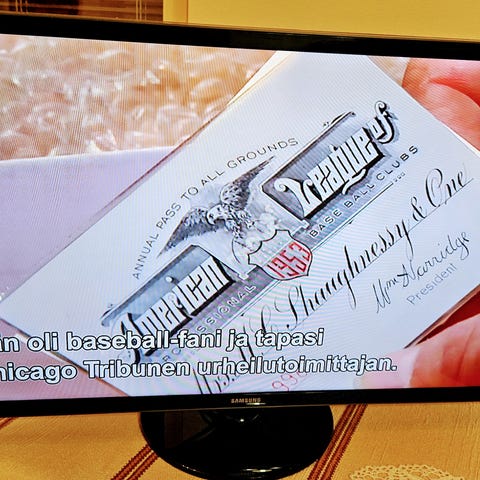 ANNUAL PASS TO ALL GROUNDS
American League of
PROFESSIONAL BASE BALL CLUBS
1953
Shaughnessy & One
Wm Harridge
President
in oli baseball-fani ja tapasi
hicago Tribunen urheilutoimittajan.
SAMSUNG